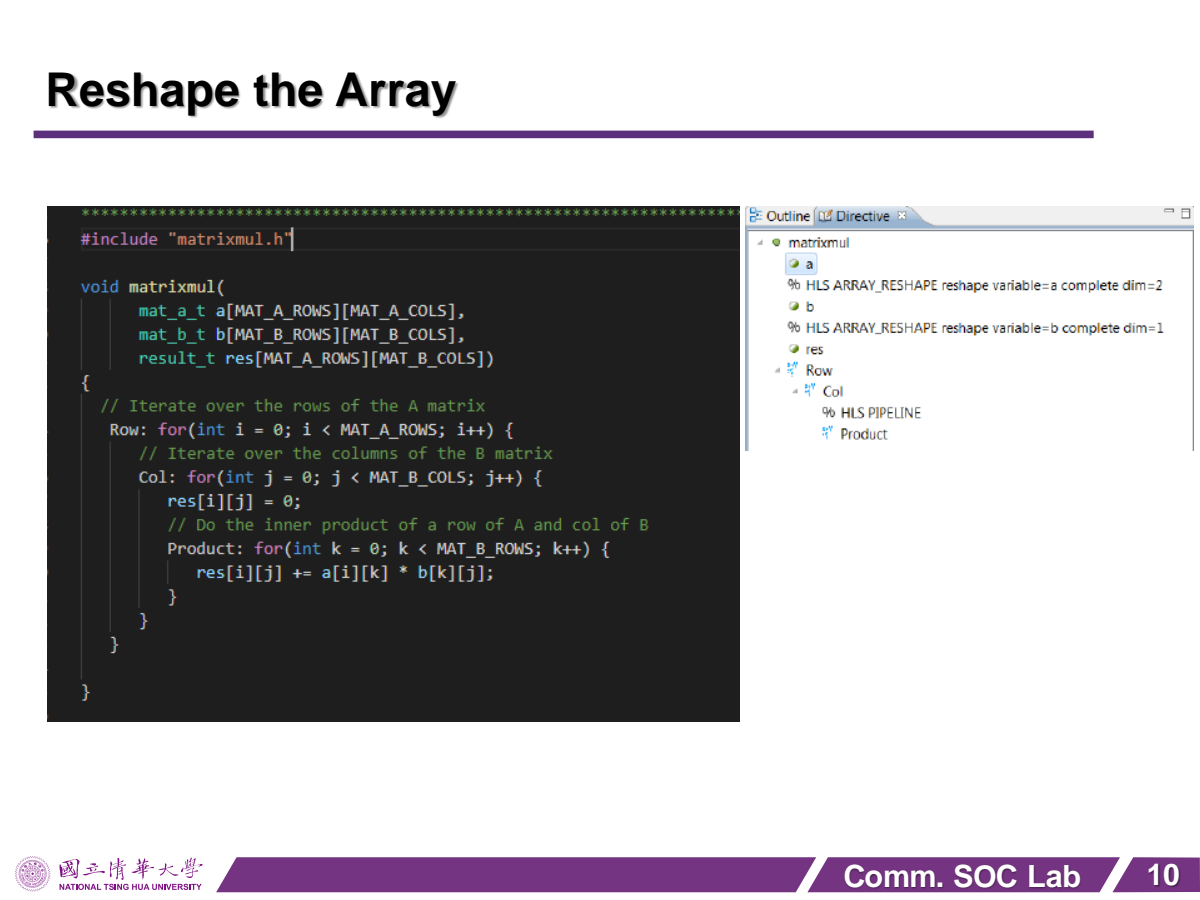 Reshape the Array
*********************************************************************
#include "matrixmul.h"
void matrixmul(
mat_a_t a[MAT_A_ROWS][MAT_A_COLS],
mat_b_t b[MAT_B_ROWS][MAT_B_COLS],
result_t res[MAT_A_ROWS][MAT_B_COLS])
{
// Iterate over the rows of the A matrix
Row: for(int i = 0; i < MAT_A_ROWS; i++) {
// Iterate over the columns of the B matrix
Col: for(int j = 0; j < MAT_B_COLS; j++) {
res[i][j] = 0;
// Do the inner product of a row of A and col of B
Product: for(int k = 0; k < MAT_B_ROWS; k++) {
res[i][j] += a[i][k] * b[k][j];
}
}
}
}
Outline Directive
matrixmul
a
% HLS ARRAY_RESHAPE reshape variable=a complete dim=2
b
% HLS ARRAY_RESHAPE reshape variable=b complete dim=1
res
Row
Col
% HLS PIPELINE
Product
國立清華大學
NATIONAL TSING HUA UNIVERSITY
Comm. SOC Lab
10